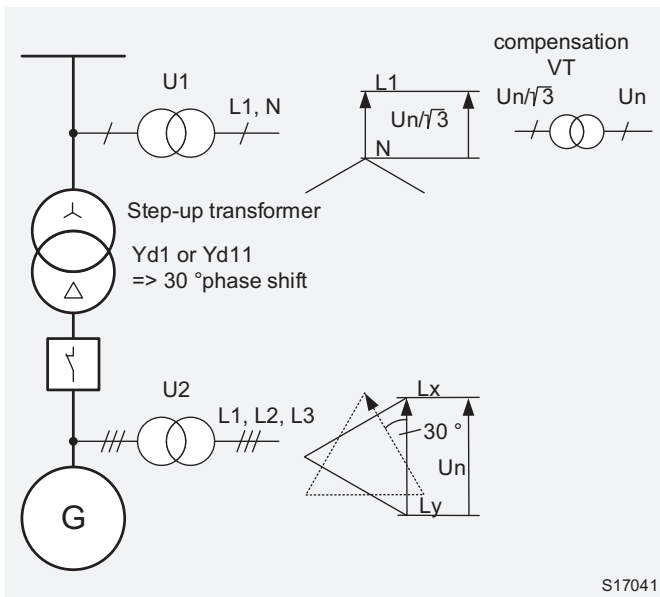 compensation
VT
U1
L1, N
L1
Un/√3
N
Un/√3
Un
Step-up transformer
Yd1 or Yd11
=> 30 °phase shift
U2
L1, L2, L3
Lx
30 °
Un
Ly
G
S17041